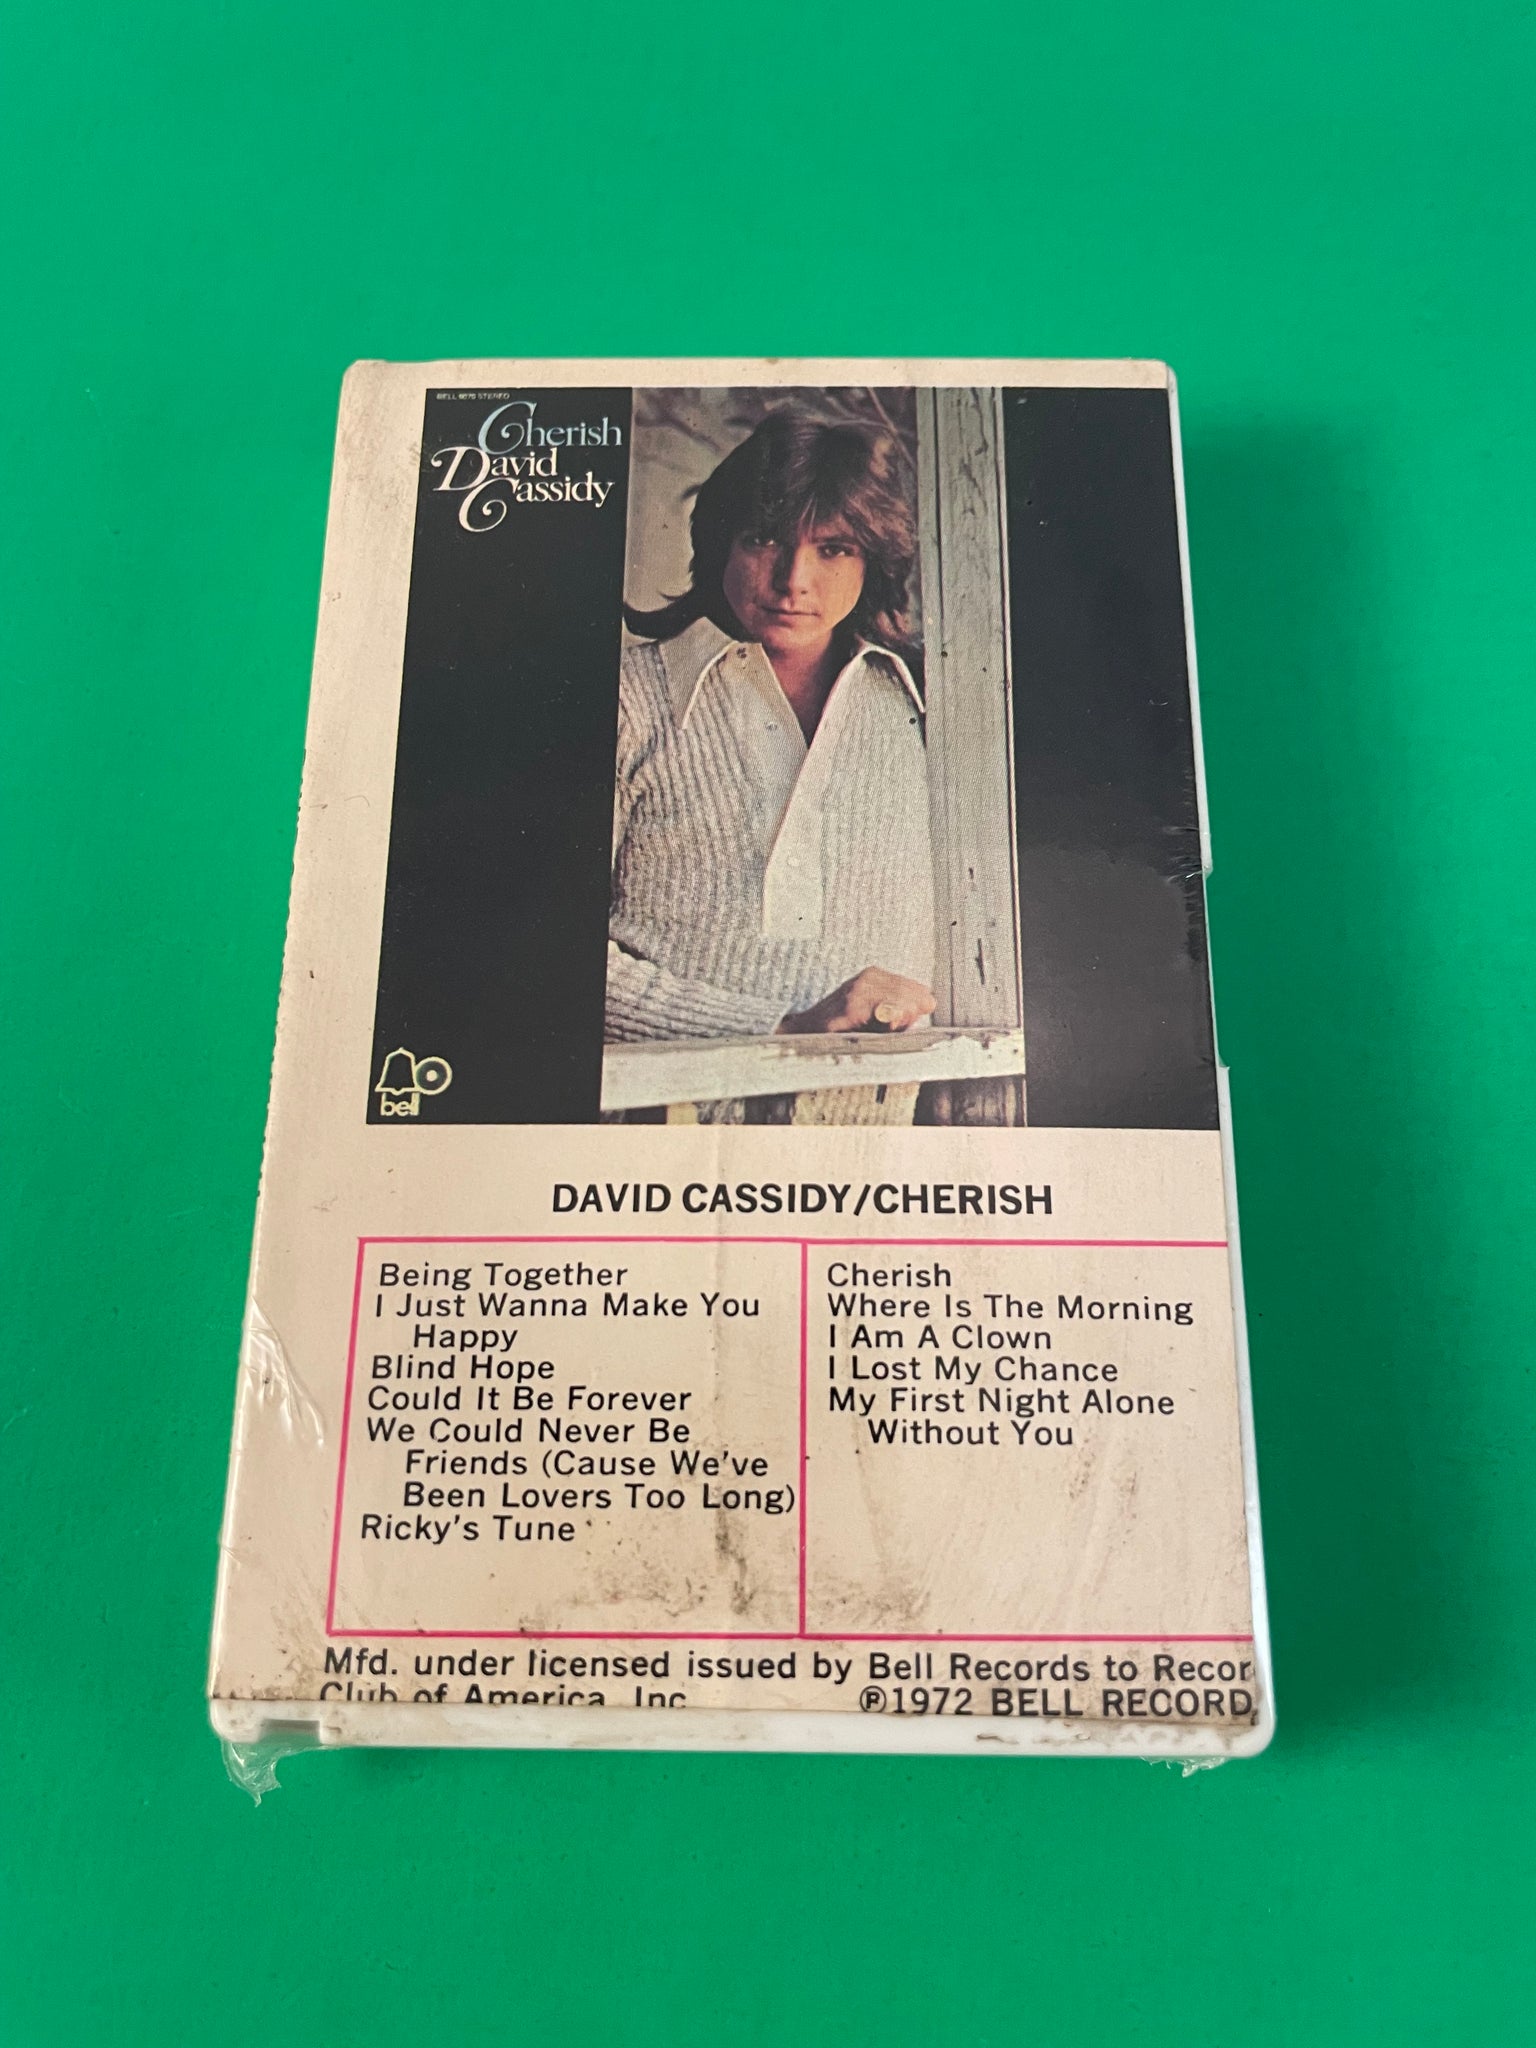 Cherish
David
Cassidy
bell
DAVID CASSIDY/CHERISH
Being Together
I Just Wanna Make You
Happy
Blind Hope
Could It Be Forever
We Could Never Be
Friends (Cause We've
Been Lovers Too Long)
Ricky's Tune
Cherish
Where Is The Morning
I Am A Clown
I Lost My Chance
My First Night Alone
Without You
Mfd. under licensed issued by Bell Records to Recor
Club of America, Inc. ℗1972 BELL RECORD